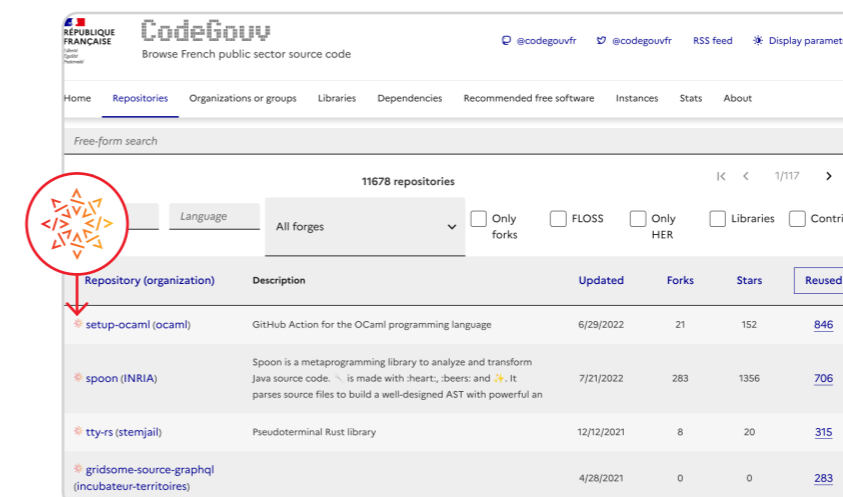 RÉPUBLIQUE
FRANÇAISE
Liberté
Égalité
Fraternité
CodeGouv
Browse French public sector source code
@codegouvfr @codegouvfr RSS feed Display paramet
Home Repositories Organizations or groups Libraries Dependencies Recommended free software Instances Stats About
Free-form search
11678 repositories
1/117
Language
All forges
Only forks
FLOSS
Only HER
Libraries
Contri
Repository (organization) Description Updated Forks Stars Reused
setup-ocaml (ocaml) GitHub Action for the OCaml programming language 6/29/2022 21 152 846
spoon (INRIA)
Spoon is a metaprogramming library to analyze and transform
Java source code. 🥄 is made with :heart:, :beers: and ✨. It
parses source files to build a well-designed AST with powerful an
7/21/2022 283 1356 706
tty-rs (stemjail) Pseudoterminal Rust library 12/12/2021 8 20 315
gridsome-source-graphql
(incubateur-territoires)
4/28/2021 0 0 283